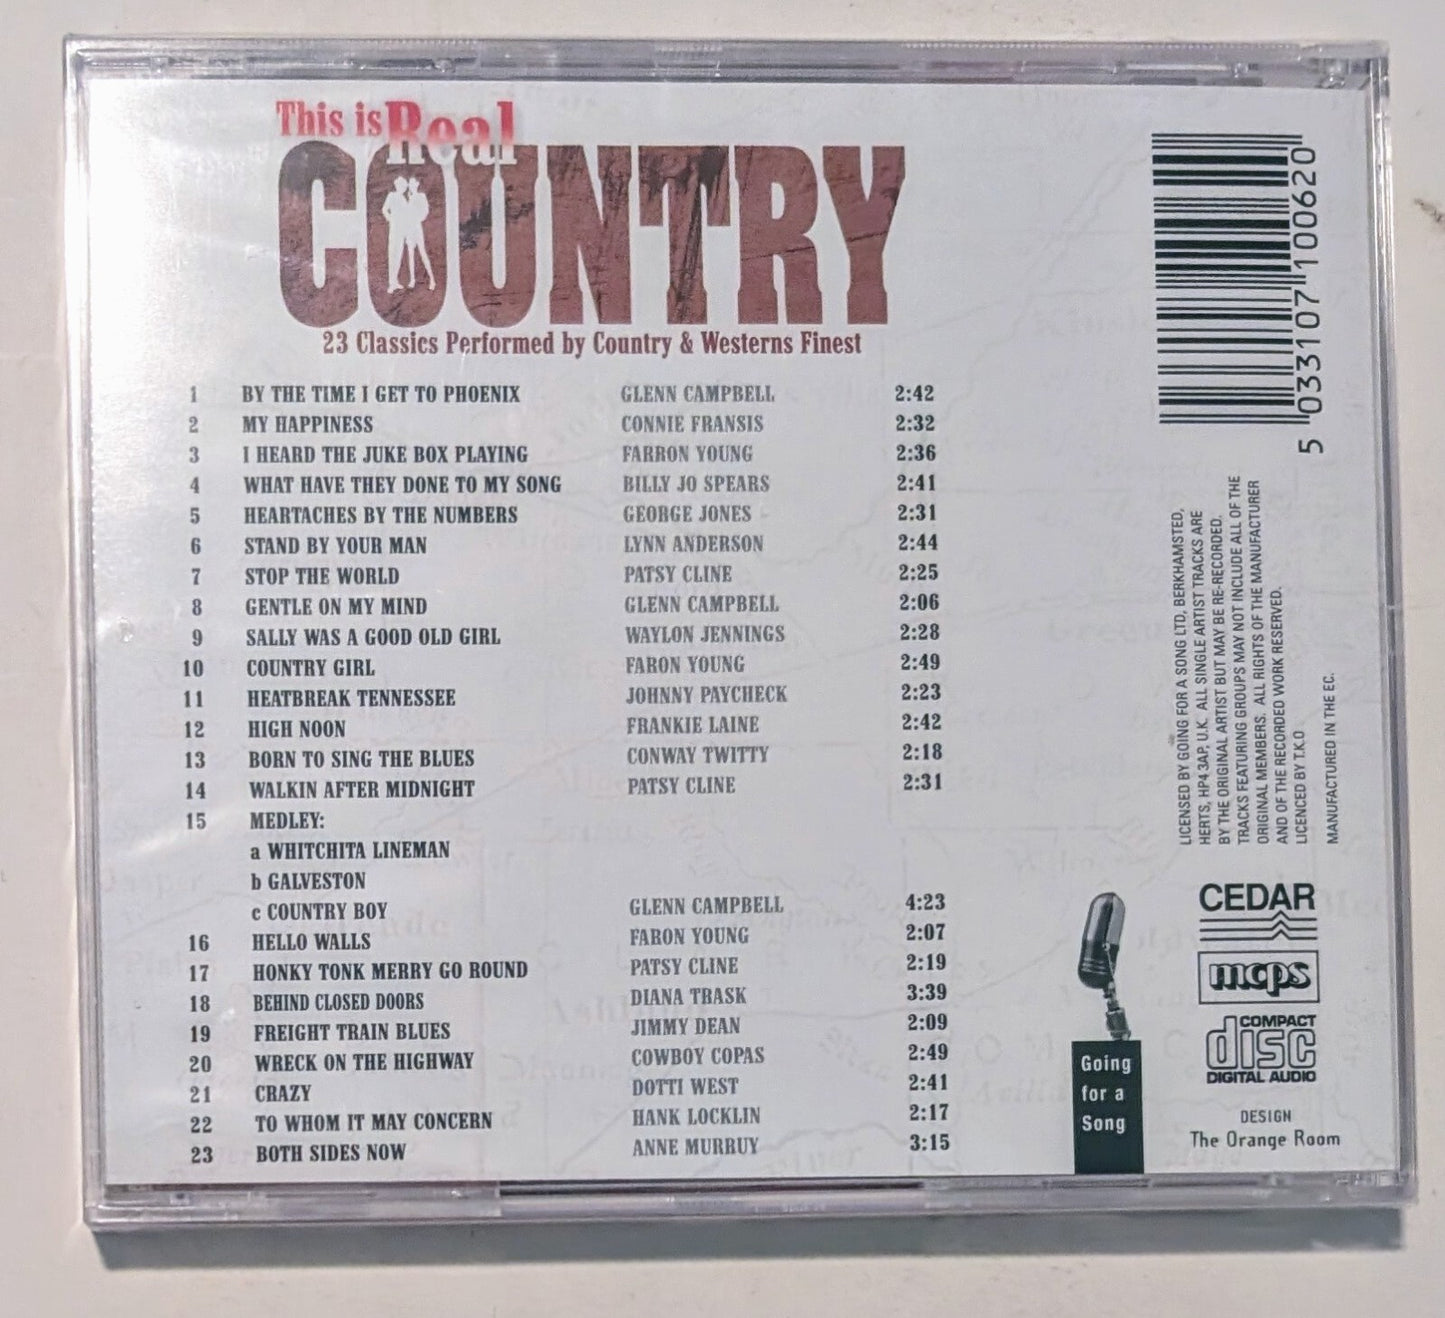 This is Real
COUNTRY
23 Classics Performed by Country & Westerns Finest
1 BY THE TIME I GET TO PHOENIX GLENN CAMPBELL 2:42
2 MY HAPPINESS CONNIE FRANSIS 2:32
3 I HEARD THE JUKE BOX PLAYING FARRON YOUNG 2:36
4 WHAT HAVE THEY DONE TO MY SONG BILLY JO SPEARS 2:41
5 HEARTACHES BY THE NUMBERS GEORGE JONES 2:31
6 STAND BY YOUR MAN LYNN ANDERSON 2:44
7 STOP THE WORLD PATSY CLINE 2:25
8 GENTLE ON MY MIND GLENN CAMPBELL 2:06
9 SALLY WAS A GOOD OLD GIRL WAYLON JENNINGS 2:28
10 COUNTRY GIRL FARON YOUNG 2:49
11 HEATBREAK TENNESSEE JOHNNY PAYCHECK 2:23
12 HIGH NOON FRANKIE LAINE 2:42
13 BORN TO SING THE BLUES CONWAY TWITTY 2:18
14 WALKIN AFTER MIDNIGHT PATSY CLINE 2:31
15 MEDLEY:
a WHITCHITA LINEMAN
b GALVESTON
c COUNTRY BOY GLENN CAMPBELL 4:23
16 HELLO WALLS FARON YOUNG 2:07
17 HONKY TONK MERRY GO ROUND PATSY CLINE 2:19
18 BEHIND CLOSED DOORS DIANA TRASK 3:39
19 FREIGHT TRAIN BLUES JIMMY DEAN 2:09
20 WRECK ON THE HIGHWAY COWBOY COPAS 2:49
21 CRAZY DOTTI WEST 2:41
22 TO WHOM IT MAY CONCERN HANK LOCKLIN 2:17
23 BOTH SIDES NOW ANNE MURRUY 3:15
5 033107 100620
LICENSED BY GOING FOR A SONG LTD, BERKHAMSTED,
HERTS, HP4 3AP, U.K. ALL SINGLE ARTIST TRACKS ARE
BY THE ORIGINAL ARTIST BUT MAY BE RE-RECORDED.
TRACKS FEATURING GROUPS MAY NOT INCLUDE ALL OF THE
ORIGINAL MEMBERS. ALL RIGHTS OF THE MANUFACTURER
AND OF THE RECORDED WORK RESERVED.
LICENCED BY T.K.O
MANUFACTURED IN THE EC.
CEDAR
mcps
COMPACT
disc
DIGITAL AUDIO
Going
for a
Song
DESIGN
The Orange Room